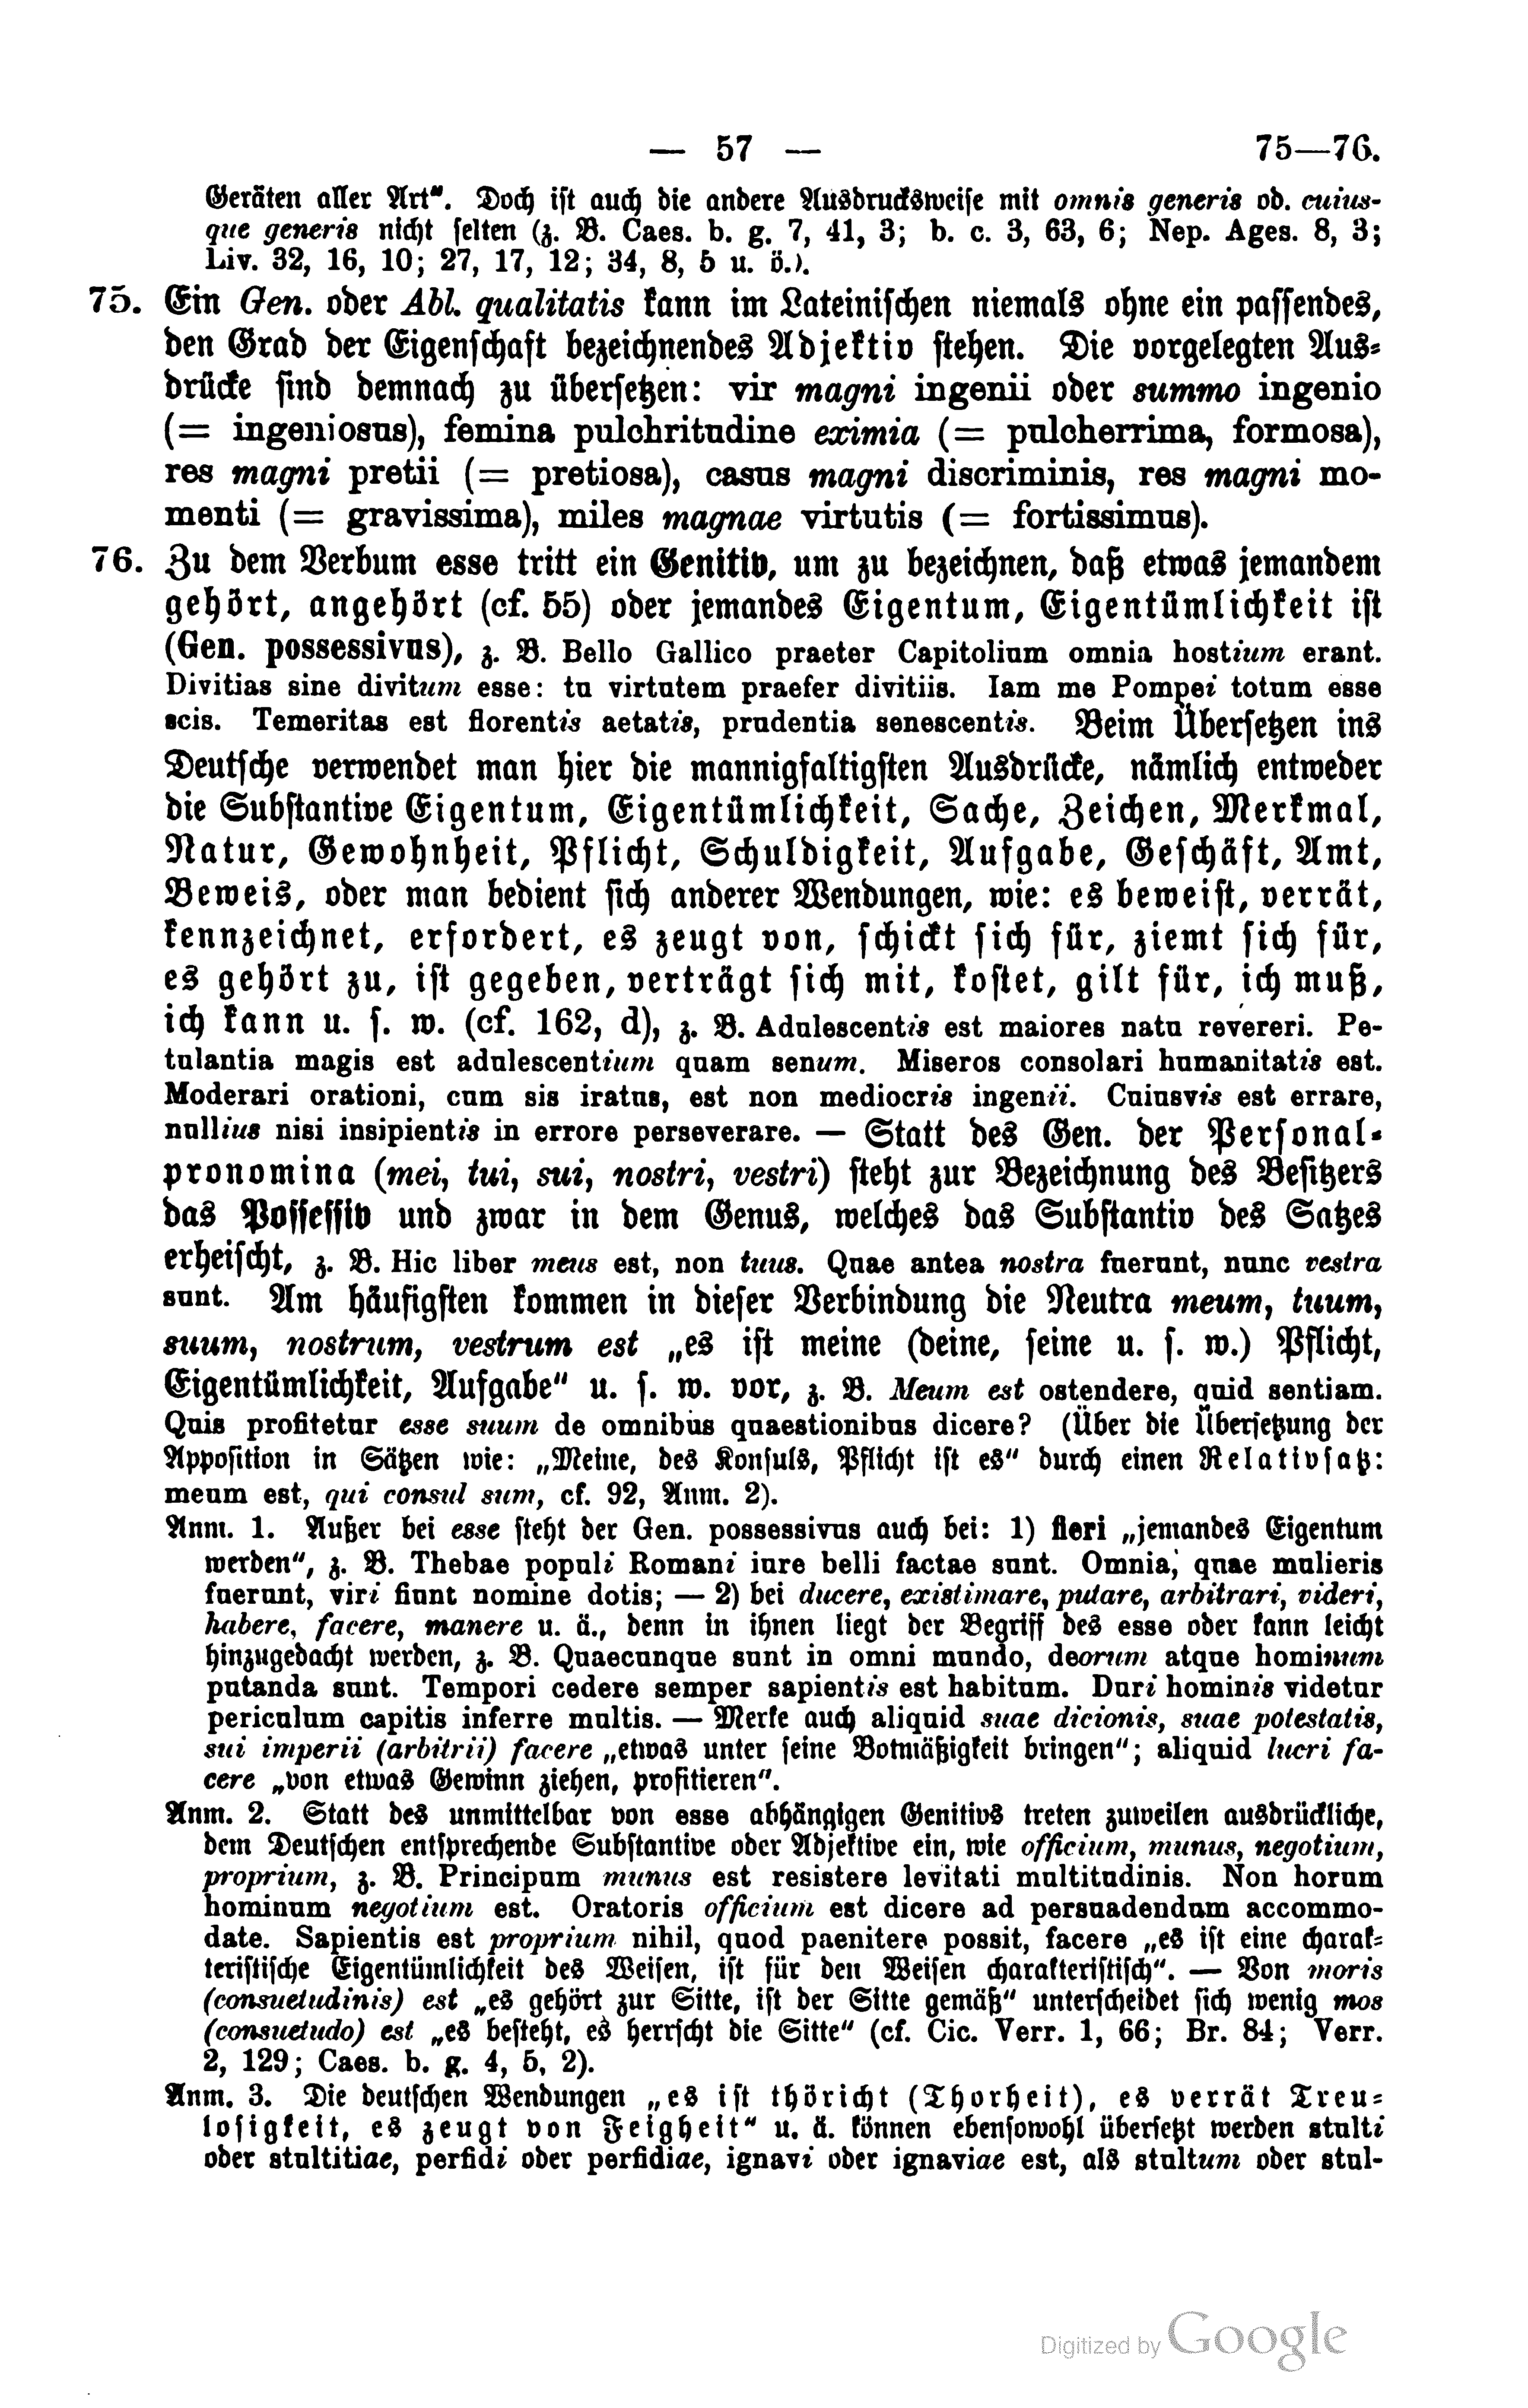 — 57 — 75—76.
Geräten aller Art“. Doch ist auch die andere Ausdrucksweise mit omnis generis od. cuius-
que generis nicht selten (z. B. Caes. b. g. 7, 41, 3; b. c. 3, 63, 6; Nep. Ages. 8, 3;
Liv. 32, 16, 10; 27, 17, 12; 34, 8, 5 u. ö.).
75. Ein Gen. oder Abl. qualitatis kann im Lateinischen niemals ohne ein passendes,
den Grad der Eigenschaft bezeichnendes Adjektiv stehen. Die vorgelegten Aus-
drücke sind demnach zu übersetzen: vir magni ingenii oder summo ingenio
(= ingeniosus), femina pulchritudine eximia (= pulcherrima, formosa),
res magni pretii (= pretiosa), casus magni discriminis, res magni mo-
menti (= gravissima), miles magnae virtutis (= fortissimus).
76. Zu dem Verbum esse tritt ein Genitiv, um zu bezeichnen, daß etwas jemandem
gehört, angehört (cf. 55) oder jemandes Eigentum, Eigentümlichkeit ist
(Gen. possessivus), z. B. Bello Gallico praeter Capitolium omnia hostium erant.
Divitias sine divitum esse: tu virtutem praefer divitiis. Iam me Pompei totum esse
scis. Temeritas est florentis aetatis, prudentia senescentis. Beim Übersetzen ins
Deutsche verwendet man hier die mannigfaltigsten Ausdrücke, nämlich entweder
die Substantive Eigentum, Eigentümlichkeit, Sache, Zeichen, Merkmal,
Natur, Gewohnheit, Pflicht, Schuldigkeit, Aufgabe, Geschäft, Amt,
Beweis, oder man bedient sich anderer Wendungen, wie: es beweist, verrät,
kennzeichnet, erfordert, es zeugt von, schickt sich für, ziemt sich für,
es gehört zu, ist gegeben, verträgt sich mit, kostet, gilt für, ich muß,
ich kann u. s. w. (cf. 162, d), z. B. Adulescentis est maiores natu revereri. Pe-
tulantia magis est adulescentium quam senum. Miseros consolari humanitatis est.
Moderari orationi, cum sis iratus, est non mediocris ingenii. Cuiusvis est errare,
nullius nisi insipientis in errore perseverare. — Statt des Gen. der Personal-
pronomina (mei, tui, sui, nostri, vestri) steht zur Bezeichnung des Besitzers
das Possessiv und zwar in dem Genus, welches das Substantiv des Satzes
erheischt, z. B. Hic liber meus est, non tuus. Quae antea nostra fuerunt, nunc vestra
sunt. Am häufigsten kommen in dieser Verbindung die Neutra meum, tuum,
suum, nostrum, vestrum est „es ist meine (deine, seine u. s. w.) Pflicht,
Eigentümlichkeit, Aufgabe“ u. s. w. vor, z. B. Meum est ostendere, quid sentiam.
Quis profitetur esse suum de omnibus quaestionibus dicere? (Über die Übersetzung der
Apposition in Sätzen wie: „Meine, des Konsuls, Pflicht ist es“ durch einen Relativsatz:
meum est, qui consul sum, cf. 92, Anm. 2).
Anm. 1. Außer bei esse steht der Gen. possessivus auch bei: 1) fieri „jemandes Eigentum
werden“, z. B. Thebae populi Romani iure belli factae sunt. Omnia, quae mulieris
fuerunt, viri fiunt nomine dotis; — 2) bei ducere, existimare, putare, arbitrari, videri,
habere, facere, manere u. ä., denn in ihnen liegt der Begriff des esse oder kann leicht
hinzugedacht werden, z. B. Quaecunque sunt in omni mundo, deorum atque hominum
putanda sunt. Tempori cedere semper sapientis est habitum. Duri hominis videtur
periculum capitis inferre multis. — Merke auch aliquid suae dicionis, suae potestatis,
sui imperii (arbitrii) facere „etwas unter seine Botmäßigkeit bringen“; aliquid lucri fa-
cere „von etwas Gewinn ziehen, profitieren“.
Anm. 2. Statt des unmittelbar von esse abhängigen Genitivs treten zuweilen ausdrückliche,
dem Deutschen entsprechende Substantive oder Adjektive ein, wie officium, munus, negotium,
proprium, z. B. Principum munus est resistere levitati multitudinis. Non horum
hominum negotium est. Oratoris officium est dicere ad persuadendum accommo-
date. Sapientis est proprium nihil, quod paenitere possit, facere „es ist eine charak-
teristische Eigentümlichkeit des Weisen, ist für den Weisen charakteristisch“. — Von moris
(consuetudinis) est „es gehört zur Sitte, ist der Sitte gemäß“ unterscheidet sich wenig mos
(consuetudo) est „es besteht, es herrscht die Sitte“ (cf. Cic. Verr. 1, 66; Br. 84; Verr.
2, 129; Caes. b. g. 4, 5, 2).
Anm. 3. Die deutschen Wendungen „es ist thöricht (Thorheit), es verrät Treu-
losigkeit, es zeugt von Feigheit“ u. ä. können ebensowohl übersetzt werden stulti
oder stultitiae, perfidi oder perfidiae, ignavi oder ignaviae est, als stultum oder stul-
Digitized by Google